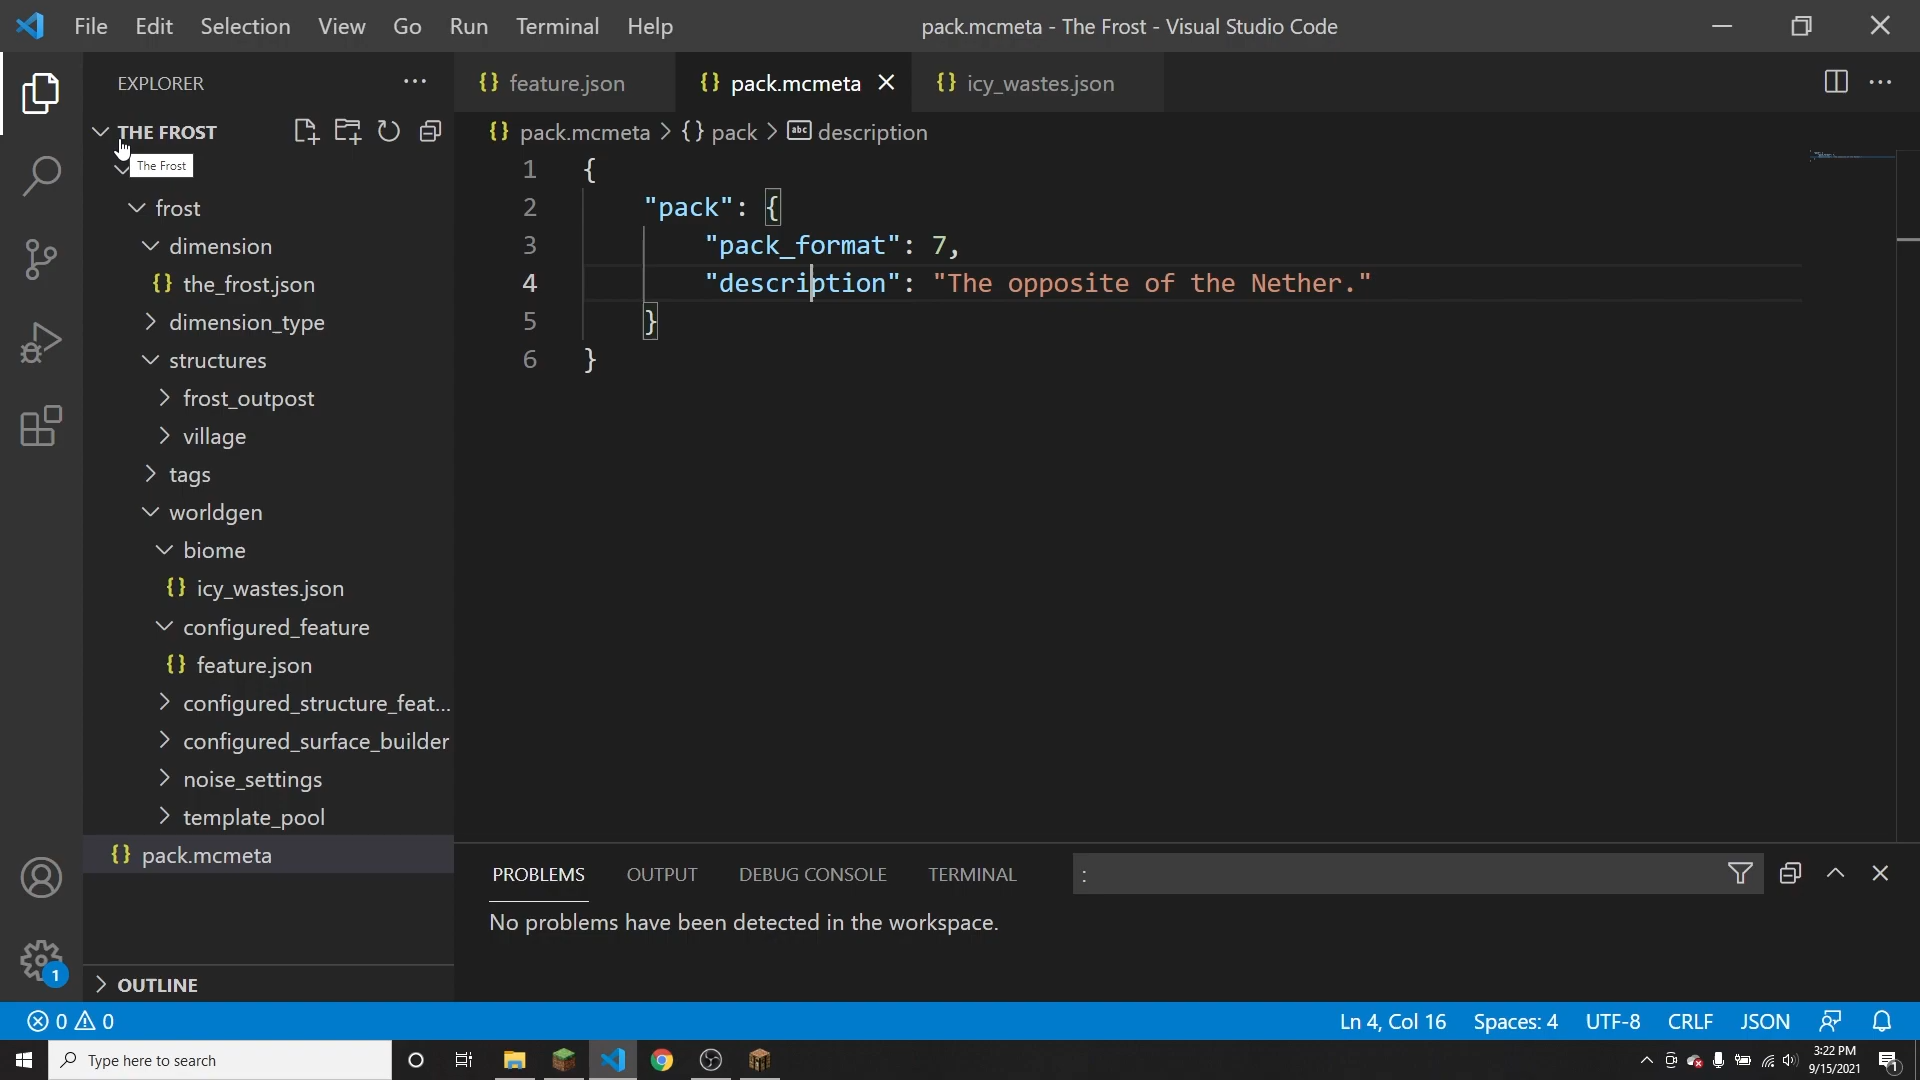 File Edit Selection View Go Run Terminal Help
pack.mcmeta - The Frost - Visual Studio Code
EXPLORER
THE FROST
The Frost
frost
dimension
the_frost.json
dimension_type
structures
frost_outpost
village
tags
worldgen
biome
icy_wastes.json
configured_feature
feature.json
configured_structure_feat...
configured_surface_builder
noise_settings
template_pool
pack.mcmeta
OUTLINE
feature.json pack.mcmeta icy_wastes.json
pack.mcmeta > {} pack > abc description
1 {
2 "pack": {
3 "pack_format": 7,
4 "description": "The opposite of the Nether."
5 }
6 }
PROBLEMS OUTPUT DEBUG CONSOLE TERMINAL :
No problems have been detected in the workspace.
1
0 0 Ln 4, Col 16 Spaces: 4 UTF-8 CRLF JSON
Type here to search
3:22 PM
9/15/2021
1